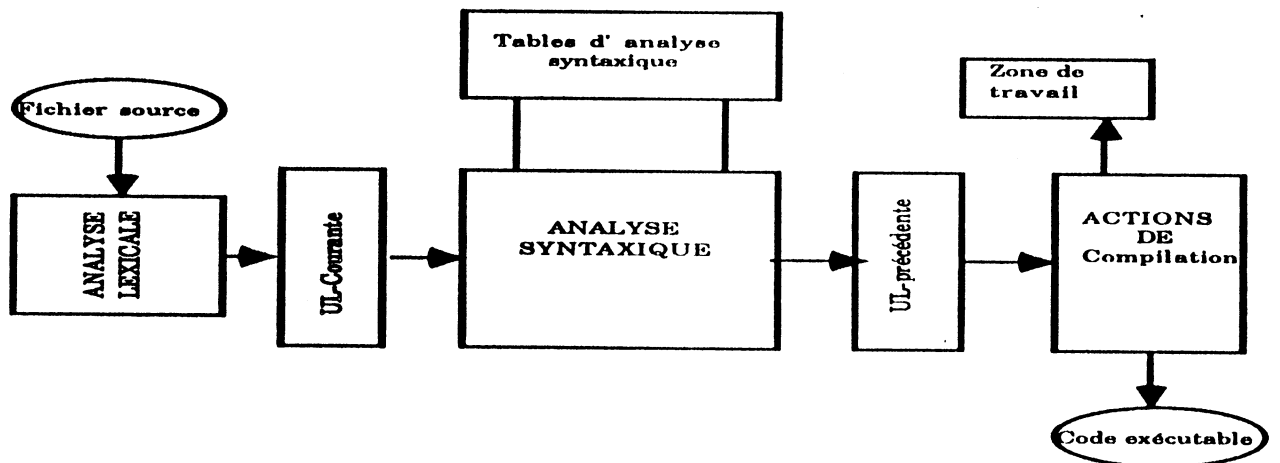 Tables d' analyse
syntaxique
Zone de
travail
Fichier source
ANALYSE
LEXICALE
UL-Courante
ANALYSE
SYNTAXIQUE
UL-précédente
ACTIONS
DE
Compilation
Code exécutable